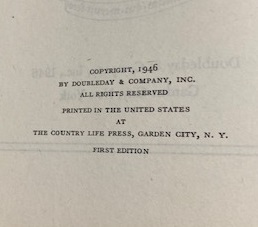 COPYRIGHT, 1946
BY DOUBLEDAY & COMPANY, INC.
ALL RIGHTS RESERVED
PRINTED IN THE UNITED STATES
AT
THE COUNTRY LIFE PRESS, GARDEN CITY, N. Y.
FIRST EDITION